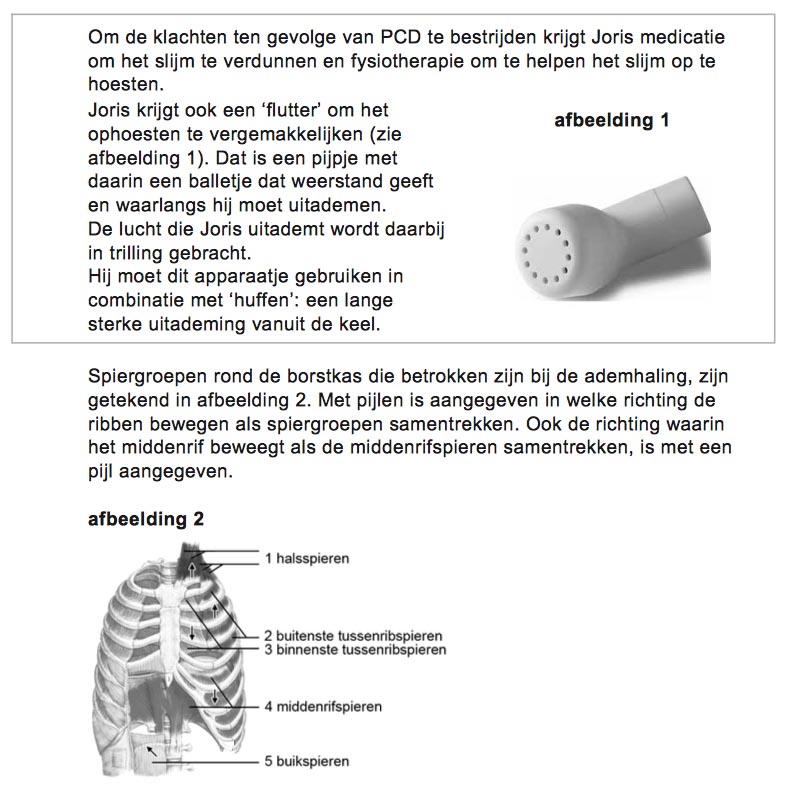 Om de klachten ten gevolge van PCD te bestrijden krijgt Joris medicatie
om het slijm te verdunnen en fysiotherapie om te helpen het slijm op te
hoesten.
Joris krijgt ook een ‘flutter’ om het
ophoesten te vergemakkelijken (zie
afbeelding 1). Dat is een pijpje met
daarin een balletje dat weerstand geeft
en waarlangs hij moet uitademen.
De lucht die Joris uitademt wordt daarbij
in trilling gebracht.
Hij moet dit apparaatje gebruiken in
combinatie met ‘huffen’: een lange
sterke uitademing vanuit de keel.
afbeelding 1
Spiergroepen rond de borstkas die betrokken zijn bij de ademhaling, zijn
getekend in afbeelding 2. Met pijlen is aangegeven in welke richting de
ribben bewegen als spiergroepen samentrekken. Ook de richting waarin
het middenrif beweegt als de middenrifspieren samentrekken, is met een
pijl aangegeven.
afbeelding 2
1 halsspieren
2 buitenste tussenribspieren
3 binnenste tussenribspieren
4 middenrifspieren
5 buikspieren